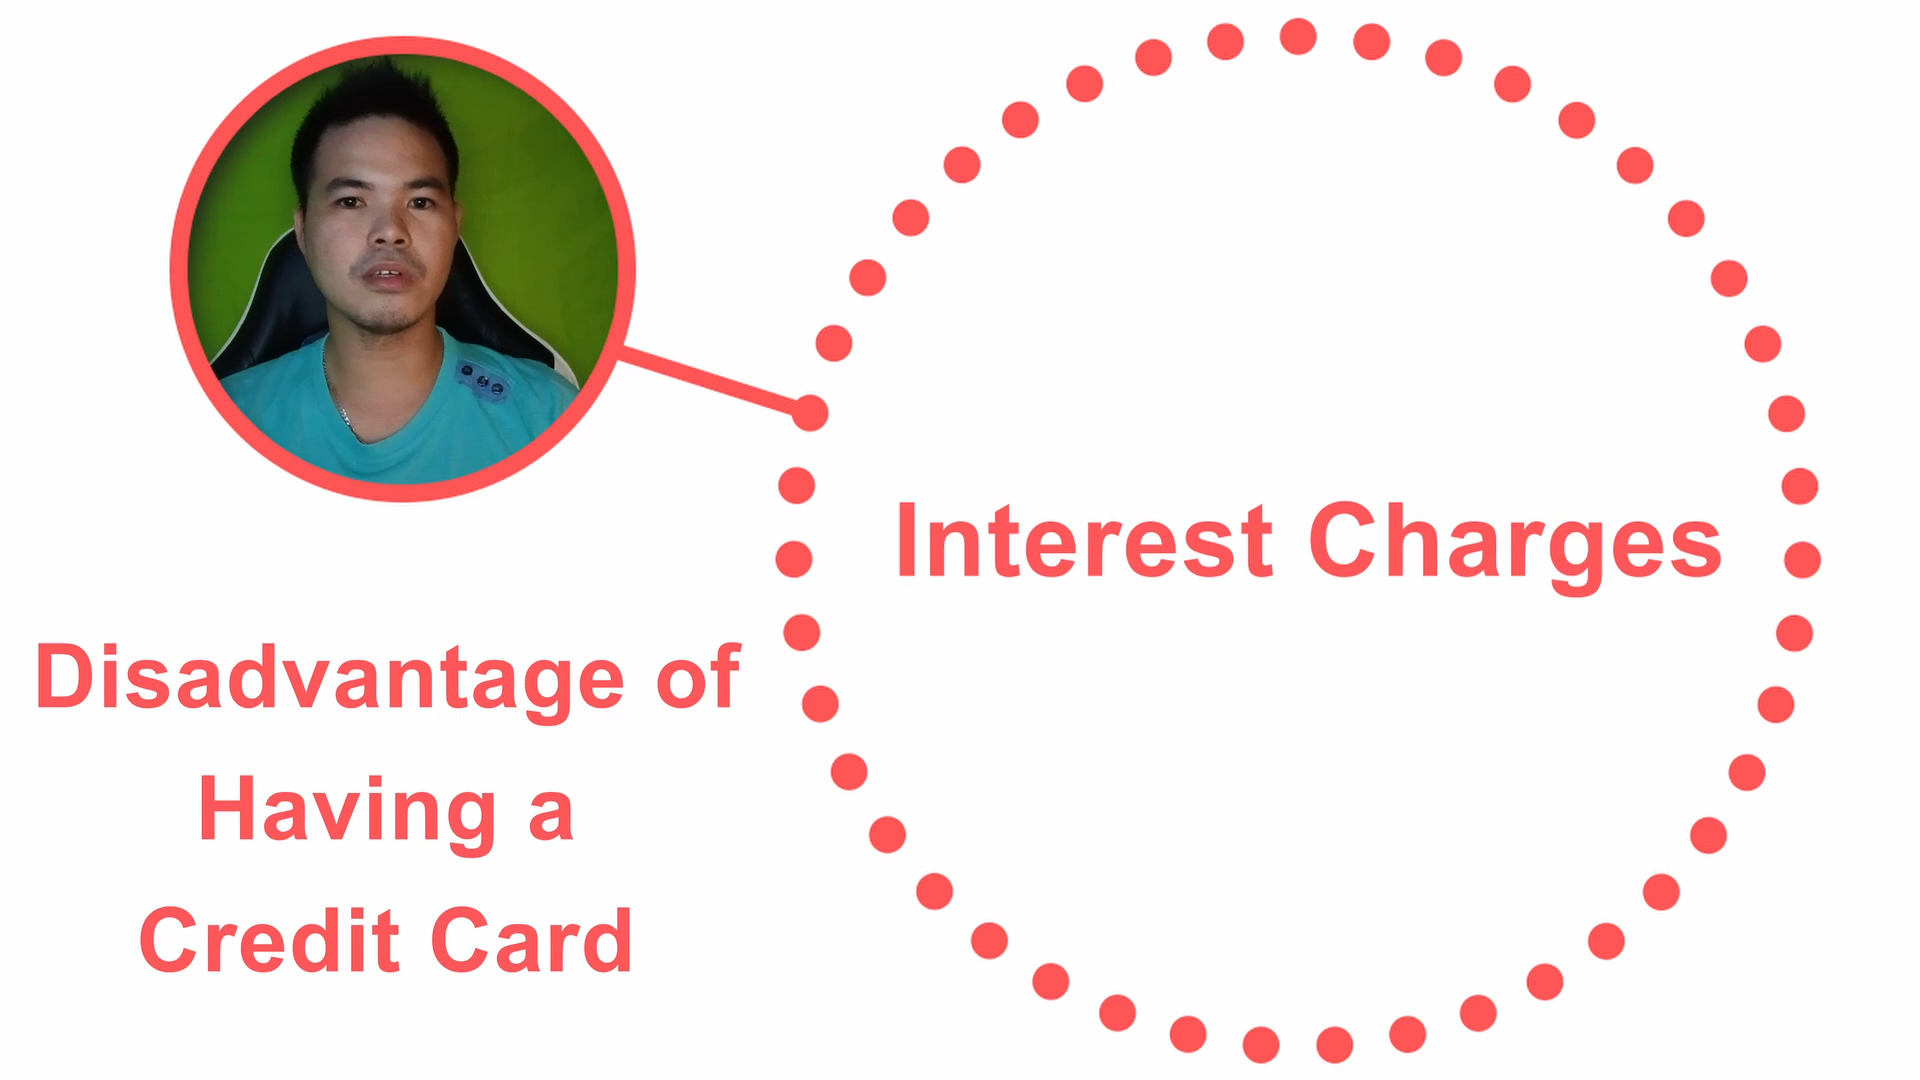 Disadvantage of
Having a
Credit Card
Interest Charges